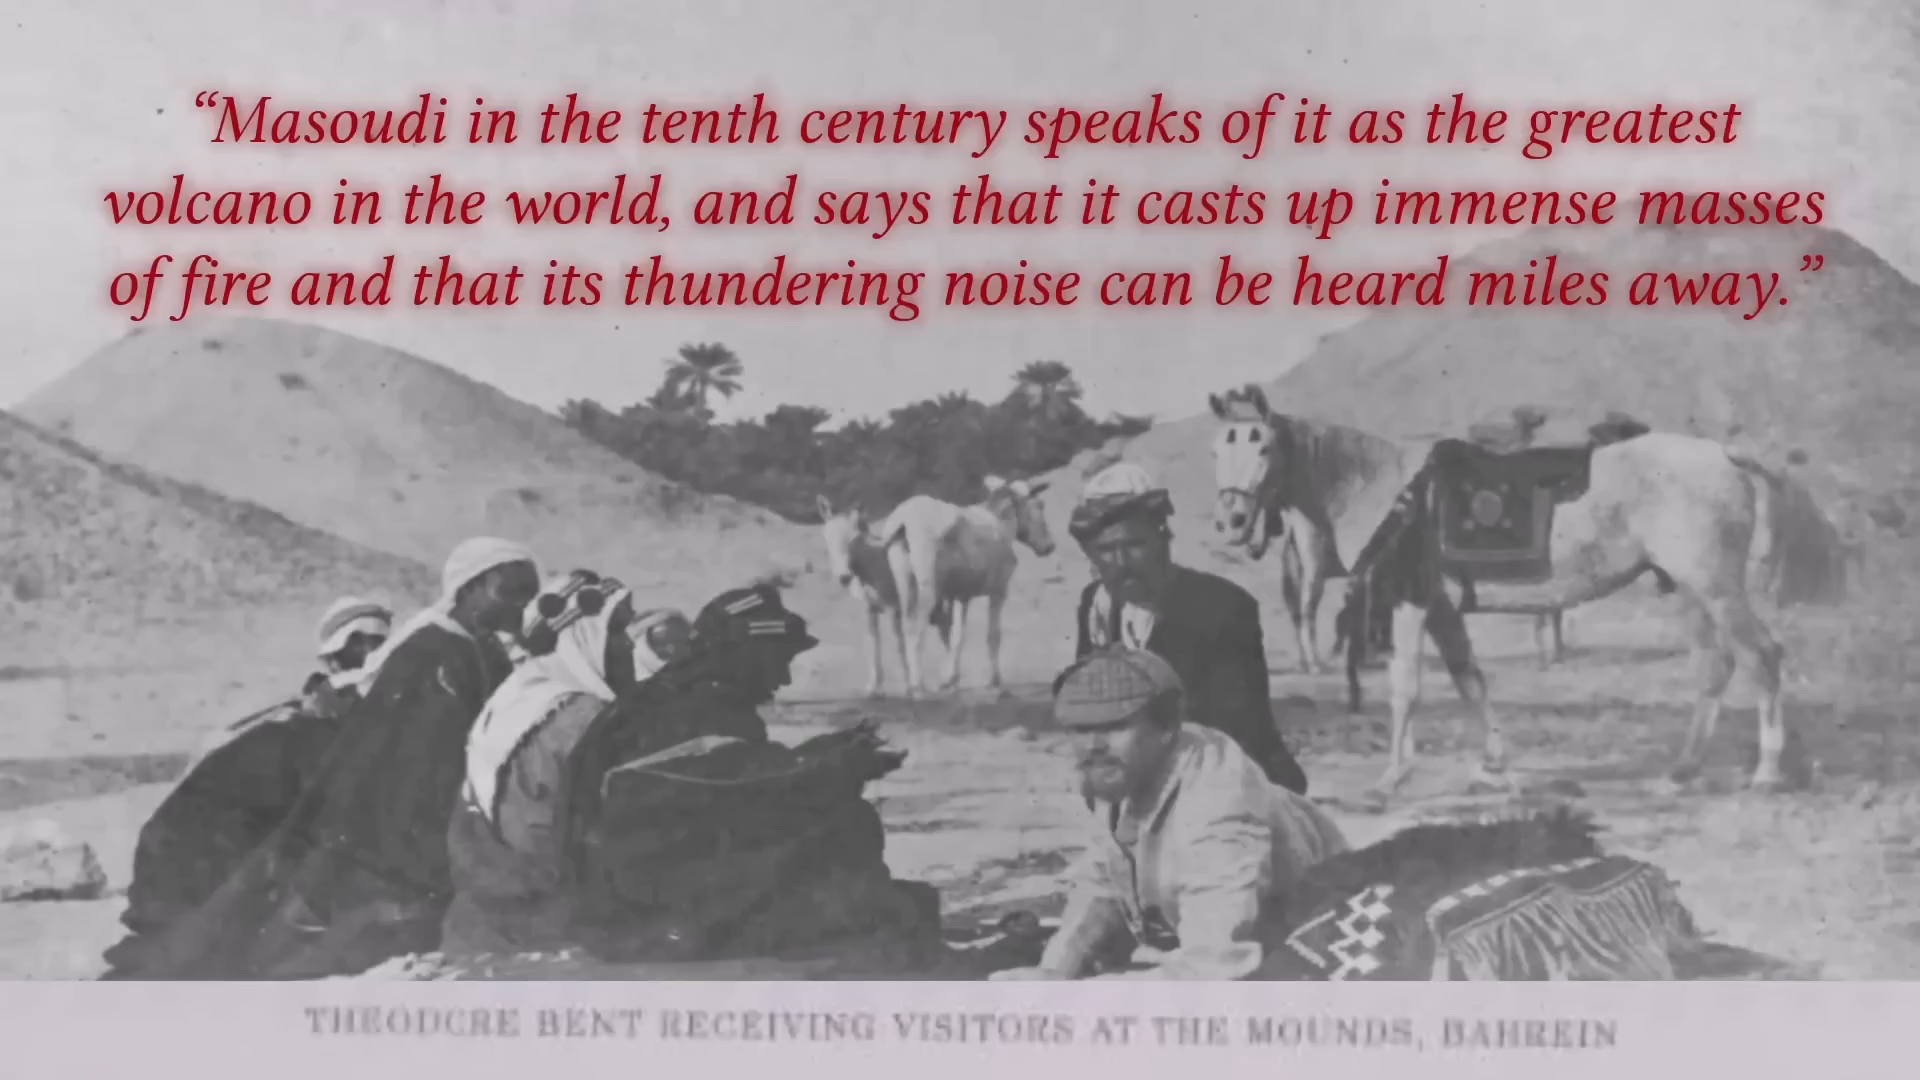 “Masoudi in the tenth century speaks of it as the greatest
volcano in the world, and says that it casts up immense masses
of fire and that its thundering noise can be heard miles away.”
THEODORE BENT RECEIVING VISITORS AT THE MOUNDS, BAHREIN